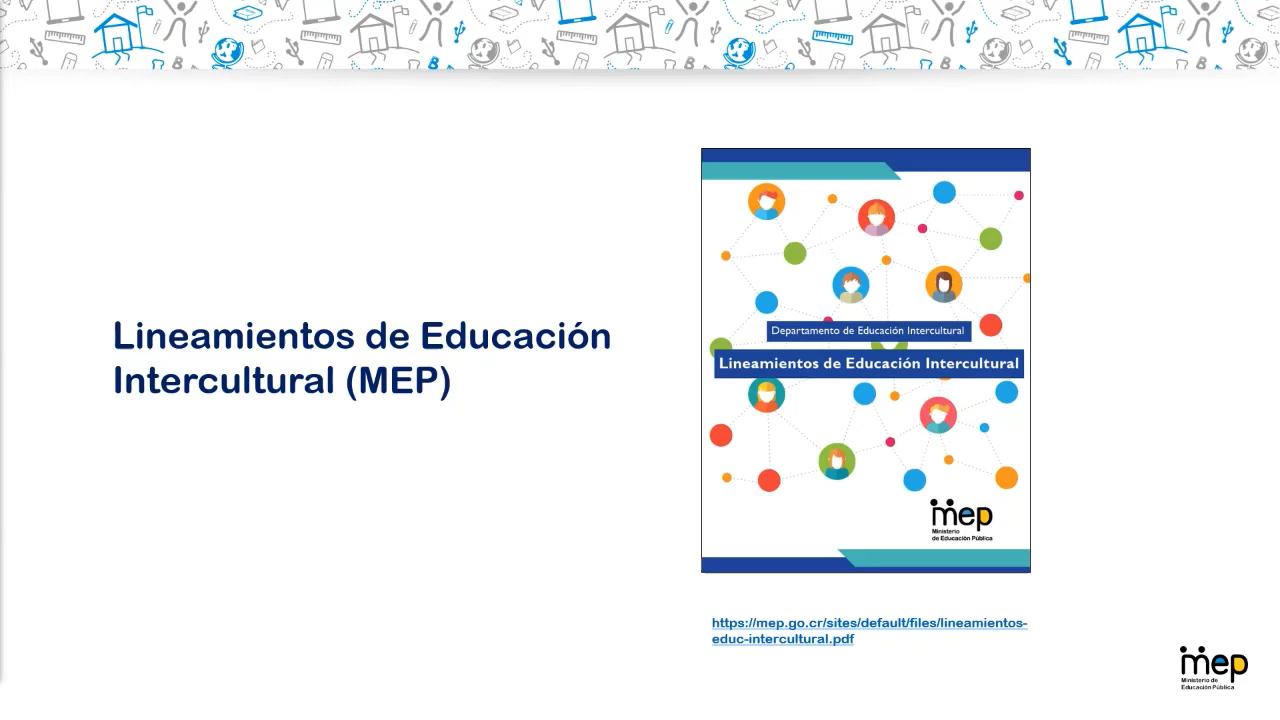 Lineamientos de Educación
Intercultural (MEP)
Departamento de Educación Intercultural
Lineamientos de Educación Intercultural
mep
Ministerio
de Educación Pública
https://mep.go.cr/sites/default/files/lineamientos-
educ-intercultural.pdf
mep
Ministerio de
Educación Pública